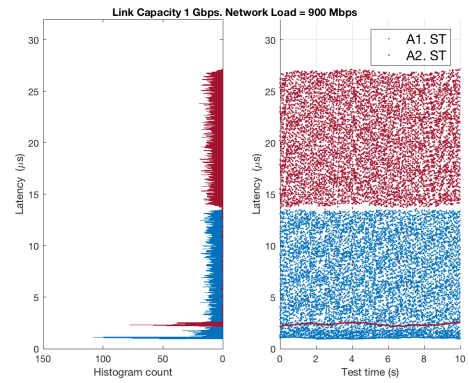 Link Capacity 1 Gbps. Network Load = 900 Mbps
A1. ST
A2. ST
Latency (μs)
30
25
20
15
10
5
0
150 100 50 0
Histogram count
Latency (μs)
30
25
20
15
10
5
0
0 2 4 6 8 10
Test time (s)